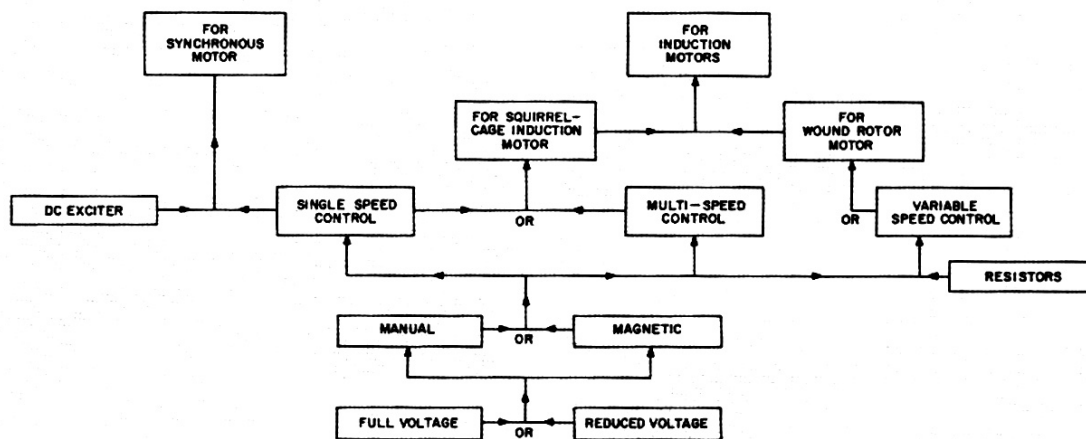 FOR
SYNCHRONOUS
MOTOR
FOR
INDUCTION
MOTORS
FOR SQUIRREL-
CAGE INDUCTION
MOTOR
FOR
WOUND ROTOR
MOTOR
DC EXCITER
SINGLE SPEED
CONTROL
OR
MULTI-SPEED
CONTROL
OR
VARIABLE
SPEED CONTROL
RESISTORS
MANUAL
OR
MAGNETIC
FULL VOLTAGE
OR
REDUCED VOLTAGE